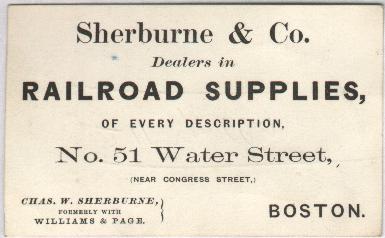 Sherburne & Co.
Dealers in
RAILROAD SUPPLIES,
OF EVERY DESCRIPTION,
No. 51 Water Street,
(NEAR CONGRESS STREET,)
CHAS. W. SHERBURNE,
FORMERLY WITH
WILLIAMS & PAGE.
BOSTON.